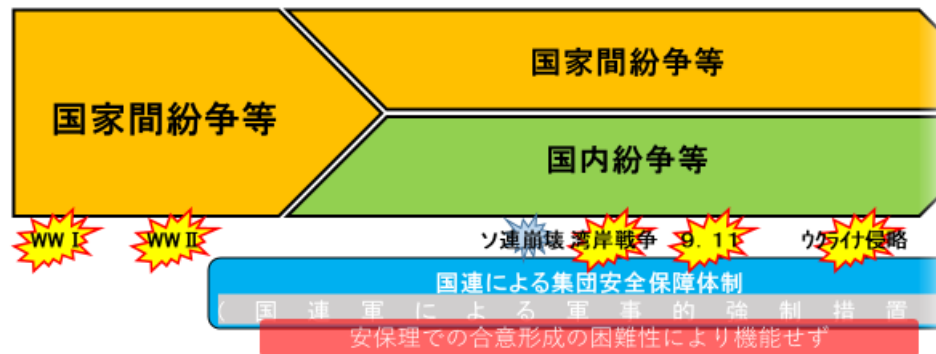 国家間紛争等
国家間紛争等
国内紛争等
WWⅠ WWⅡ ソ連崩壊 湾岸戦争 9.11 ウクライナ侵略
国連による集団安全保障体制
(国連軍による軍事的強制措置
安保理での合意形成の困難性により機能せず